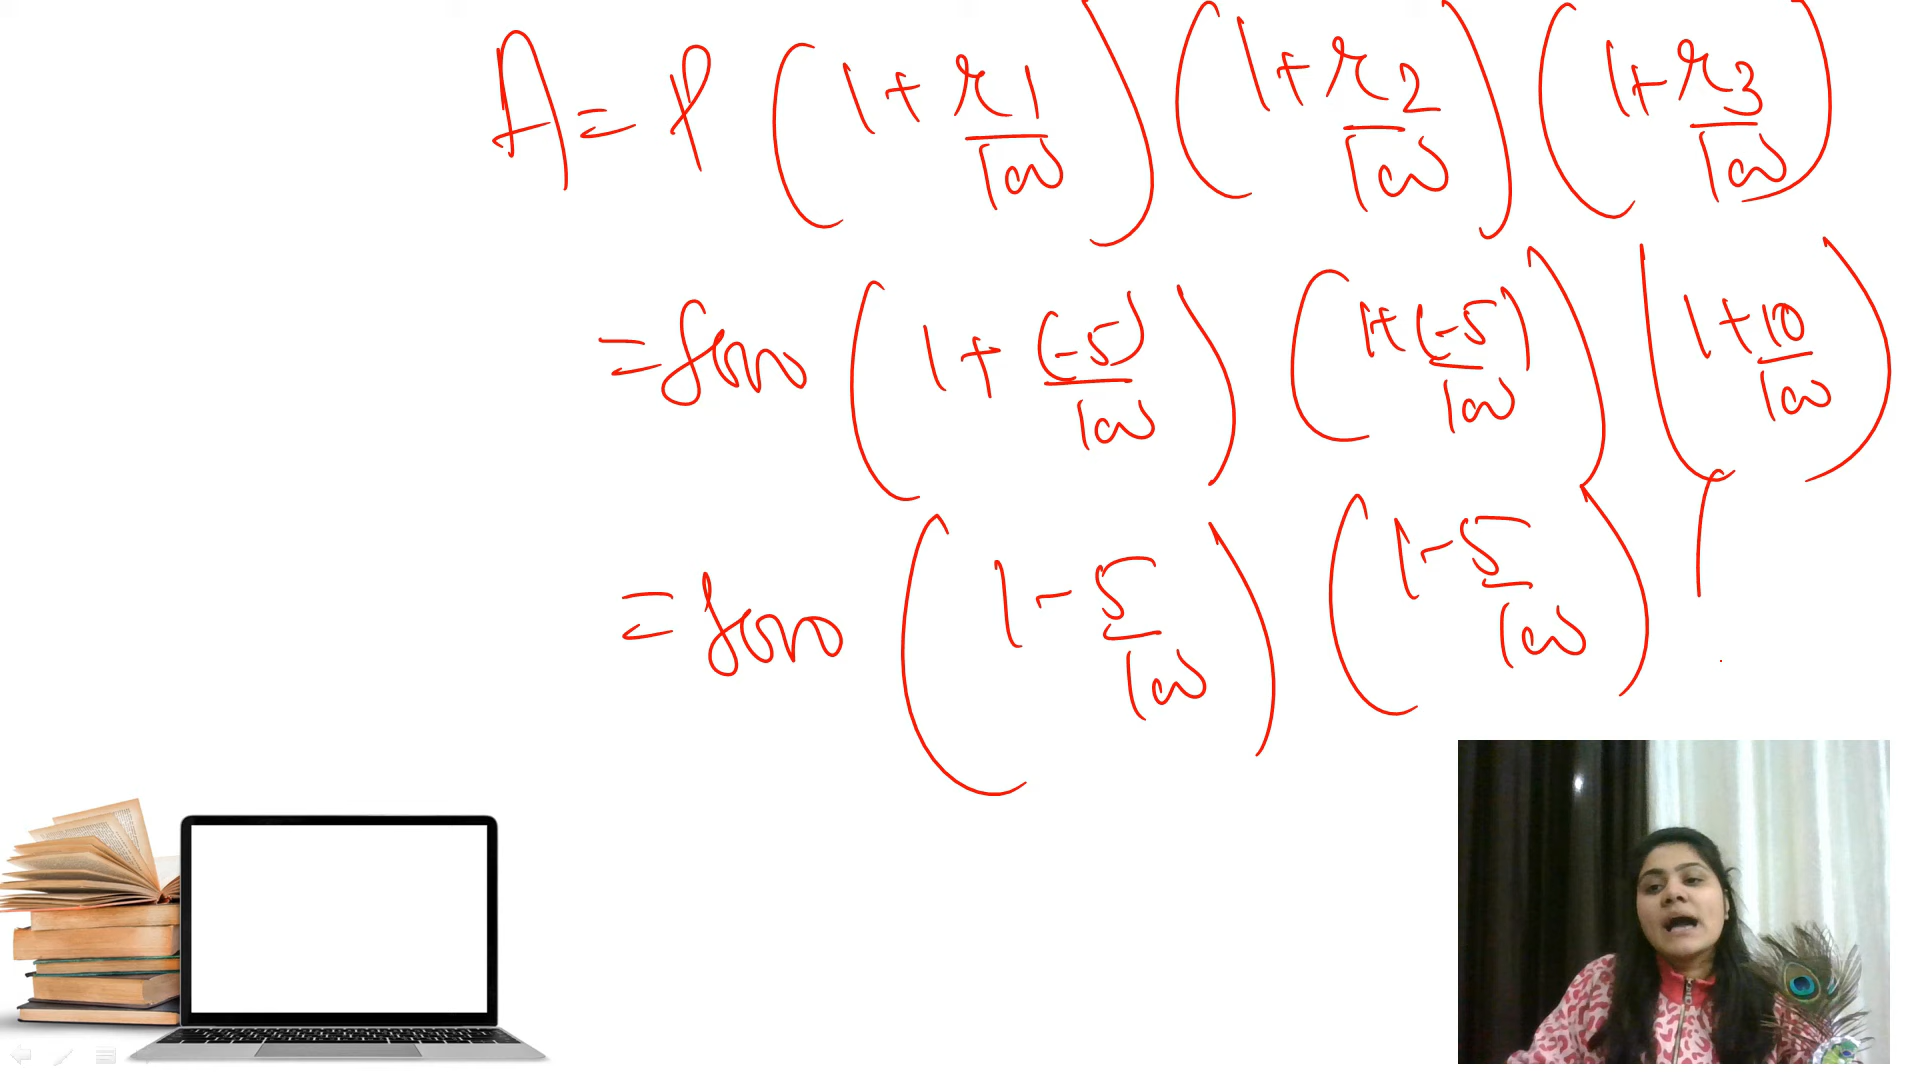 A = P (1 + r1/100) (1 + r2/100) (1 + r3/100)
= 8000 (1 + (-5)/100) (1 + (-5)/100) (1 + 10/100)
= 8000 (1 - 5/100) (1 - 5/100) (